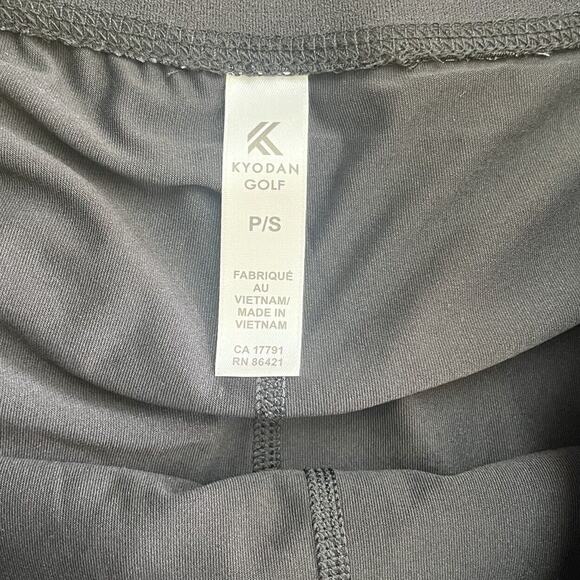 KYODAN
GOLF
P/S
FABRIQUÉ
AU
VIETNAM/
MADE IN
VIETNAM
CA 17791
RN 86421